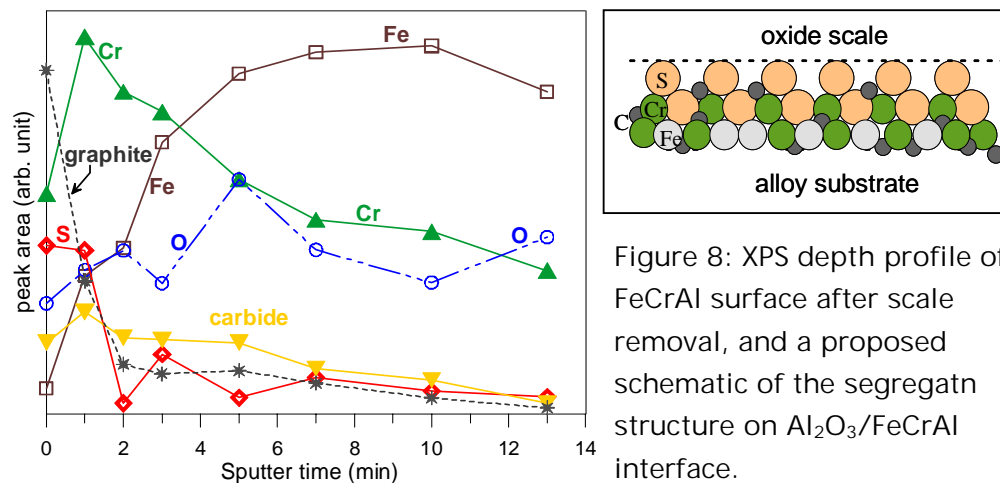 peak area (arb. unit)
Cr
graphite
Fe
Fe
S
O
Cr
O
carbide
0 2 4 6 8 10 12 14
Sputter time (min)
oxide scale
S
Cr
C
Fe
alloy substrate
Figure 8: XPS depth profile of
FeCrAl surface after scale
removal, and a proposed
schematic of the segregatn
structure on Al₂O₃/FeCrAl
interface.